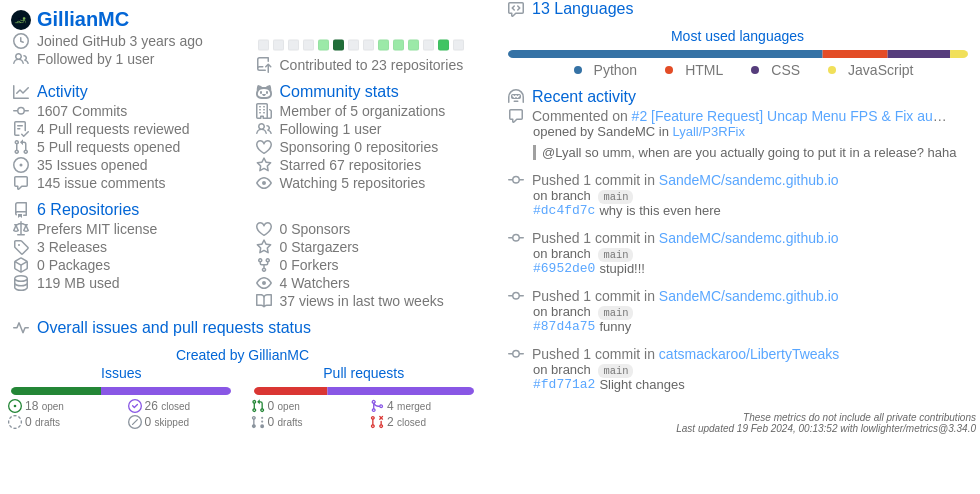 GillianMC
Joined GitHub 3 years ago
Followed by 1 user
Contributed to 23 repositories
Activity
1607 Commits
4 Pull requests reviewed
5 Pull requests opened
35 Issues opened
145 issue comments
Community stats
Member of 5 organizations
Following 1 user
Sponsoring 0 repositories
Starred 67 repositories
Watching 5 repositories
6 Repositories
Prefers MIT license
3 Releases
0 Packages
119 MB used
0 Sponsors
0 Stargazers
0 Forkers
4 Watchers
37 views in last two weeks
Overall issues and pull requests status
Created by GillianMC
Issues
18 open
26 closed
0 drafts
0 skipped
Pull requests
0 open
4 merged
0 drafts
2 closed
13 Languages
Most used languages
Python HTML CSS JavaScript
Recent activity
Commented on #2 [Feature Request] Uncap Menu FPS & Fix au…
opened by SandeMC in Lyall/P3RFix
@Lyall so umm, when are you actually going to put it in a release? haha
Pushed 1 commit in SandeMC/sandemc.github.io
on branch main
#dc4fd7c why is this even here
Pushed 1 commit in SandeMC/sandemc.github.io
on branch main
#6952de0 stupid!!!
Pushed 1 commit in SandeMC/sandemc.github.io
on branch main
#87d4a75 funny
Pushed 1 commit in catsmackaroo/LibertyTweaks
on branch main
#fd771a2 Slight changes
These metrics do not include all private contributions
Last updated 19 Feb 2024, 00:13:52 with lowlighter/metrics@3.34.0